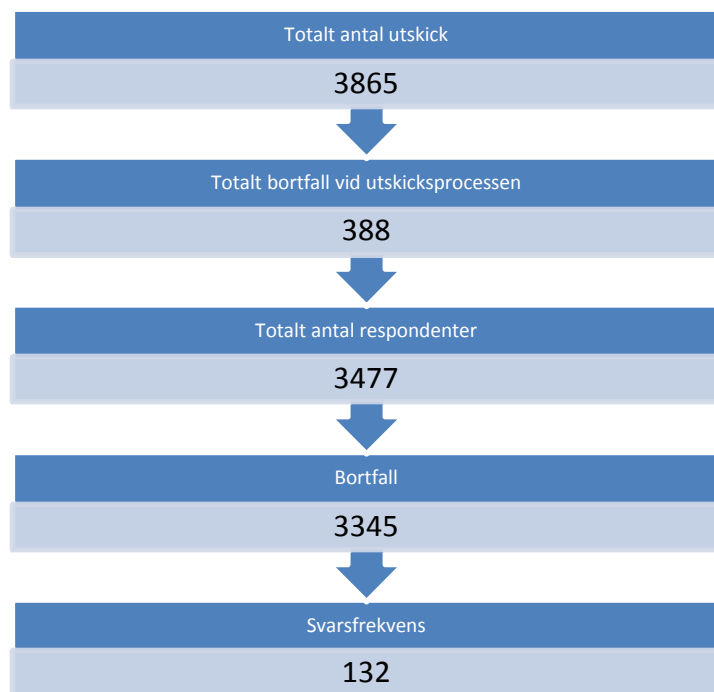 Totalt antal utskick
3865
Totalt bortfall vid utskicksprocessen
388
Totalt antal respondenter
3477
Bortfall
3345
Svarsfrekvens
132